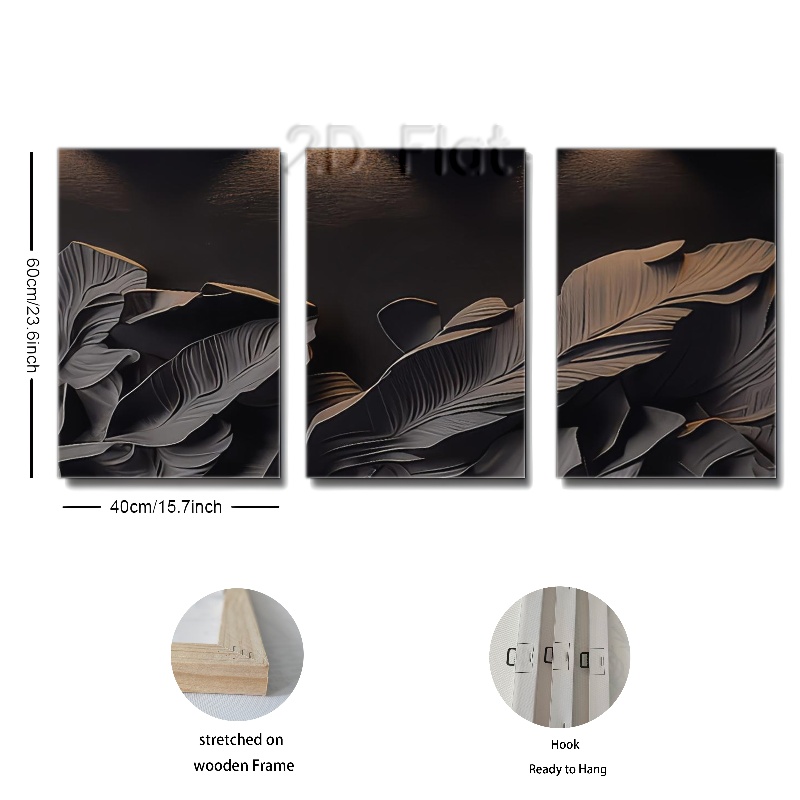 2D Flat
60cm/23.6inch
40cm/15.7inch
stretched on
wooden Frame
Hook
Ready to Hang